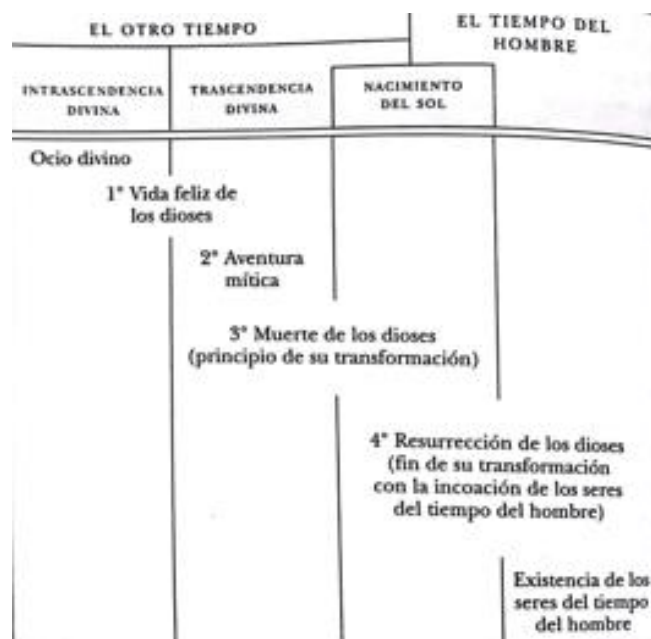 EL OTRO TIEMPO
EL TIEMPO DEL
HOMBRE
INTRASCENDENCIA
DIVINA
TRASCENDENCIA
DIVINA
NACIMIENTO
DEL SOL
Ocio divino
1° Vida feliz de
los dioses
2° Aventura
mítica
3° Muerte de los dioses
(principio de su transformación)
4° Resurrección de los dioses
(fin de su transformación
con la incoación de los seres
del tiempo del hombre)
Existencia de los
seres del tiempo
del hombre